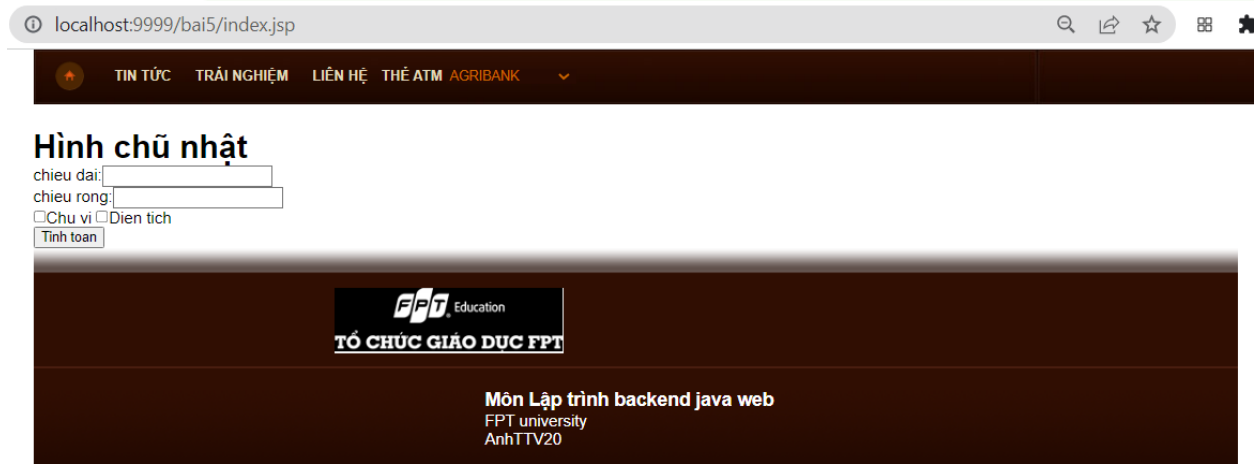 localhost:9999/bai5/index.jsp
TIN TỨC TRẢI NGHIỆM LIÊN HỆ THẺ ATM AGRIBANK
Hình chũ nhật
chieu dai:
chieu rong:
Chu vi Dien tich
Tinh toan
FPT Education
TỔ CHỨC GIÁO DỤC FPT
Môn Lập trình backend java web
FPT university
AnhTTV20